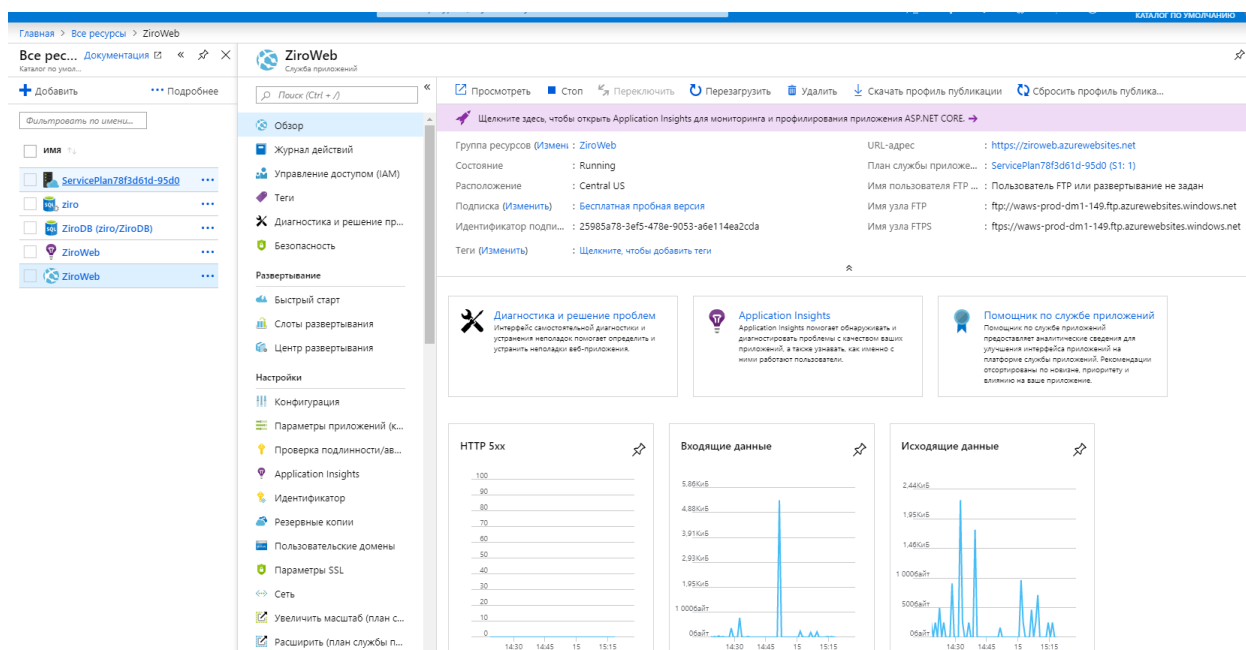 КАТАЛОГ ПО УМОЛЧАНИЮ
Главная > Все ресурсы > ZiroWeb
Все рес... Документация
Каталог по умол...
Добавить ••• Подробнее
Фильтровать по имени...
имя
ServicePlan78f3d61d-95d0 •••
ziro •••
ZiroDB (ziro/ZiroDB) •••
ZiroWeb •••
ZiroWeb •••
ZiroWeb
Служба приложений
Поиск (Ctrl + /)
Обзор
Журнал действий
Управление доступом (IAM)
Теги
Диагностика и решение пр...
Безопасность
Развертывание
Быстрый старт
Слоты развертывания
Центр развертывания
Настройки
Конфигурация
Параметры приложений (к...
Проверка подлинности/ав...
Application Insights
Идентификатор
Резервные копии
Пользовательские домены
Параметры SSL
Сеть
Увеличить масштаб (план с...
Расширить (план службы п...
Просмотреть Стоп Переключить Перезагрузить Удалить Скачать профиль публикации Сбросить профиль публика...
Щелкните здесь, чтобы открыть Application Insights для мониторинга и профилирования приложения ASP.NET CORE. →
Группа ресурсов (Измен : ZiroWeb
Состояние : Running
Расположение : Central US
Подписка (Изменить) : Бесплатная пробная версия
Идентификатор подпи... : 25985a78-3ef5-478e-9053-a6e114ea2cda
Теги (Изменить) : Щелкните, чтобы добавить теги
URL-адрес : https://ziroweb.azurewebsites.net
План службы приложе... : ServicePlan78f3d61d-95d0 (S1: 1)
Имя пользователя FTP ... : Пользователь FTP или развертывание не задан
Имя узла FTP : ftp://waws-prod-dm1-149.ftp.azurewebsites.windows.net
Имя узла FTPS : ftps://waws-prod-dm1-149.ftp.azurewebsites.windows.net
Диагностика и решение проблем
Интерфейс самостоятельной диагностики и
устранения неполадок помогает определить и
устранить неполадки веб-приложения.
Application Insights
Application Insights помогает обнаруживать и
диагностировать проблемы с качеством ваших
приложений, а также узнавать, как именно с
ними работают пользователи.
Помощник по службе приложений
Помощник по службе приложений
предоставляет аналитические сведения для
улучшения интерфейса приложений на
платформе службы приложений. Рекомендации
отсортированы по новизне, приоритету и
влиянию на ваше приложение.
HTTP 5xx
100
90
80
70
60
50
40
30
20
10
0
14:30 14:45 15 15:15
Входящие данные
5,86КиБ
4,88КиБ
3,91КиБ
2,93КиБ
1,95КиБ
1 000байт
0байт
14:30 14:45 15 15:15
Исходящие данные
2,44КиБ
1,95КиБ
1,46КиБ
1 000байт
500байт
0байт
14:30 14:45 15 15:15